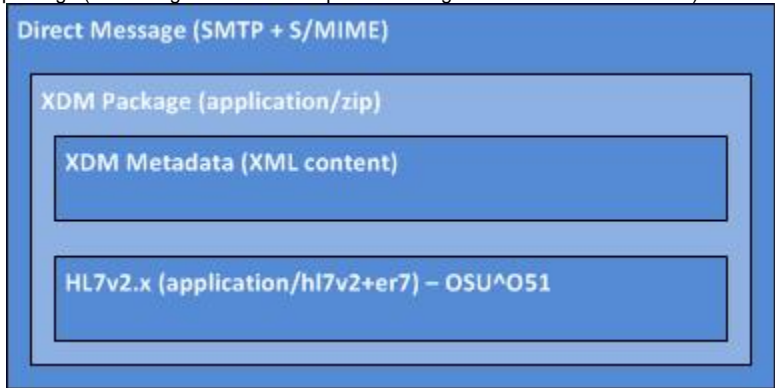 Direct Message (SMTP + S/MIME)
XDM Package (application/zip)
XDM Metadata (XML content)
HL7v2.x (application/hl7v2+er7) – OSU^O51